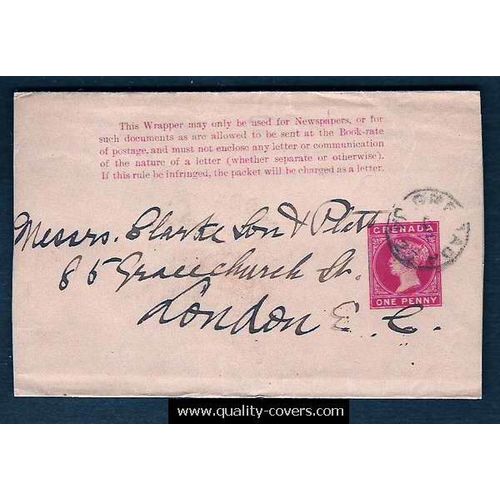 This Wrapper may only be used for Newspapers, or for
such documents as are allowed to be sent at the Book-rate
of postage, and must not enclose any letter or communication
of the nature of a letter (whether separate or otherwise).
If this rule be infringed, the packet will be charged as a letter.
Messrs. Clarke Son & Platt
85 Gracechurch St.
London E. C.
GRENADA
ONE PENNY
www.quality-covers.com